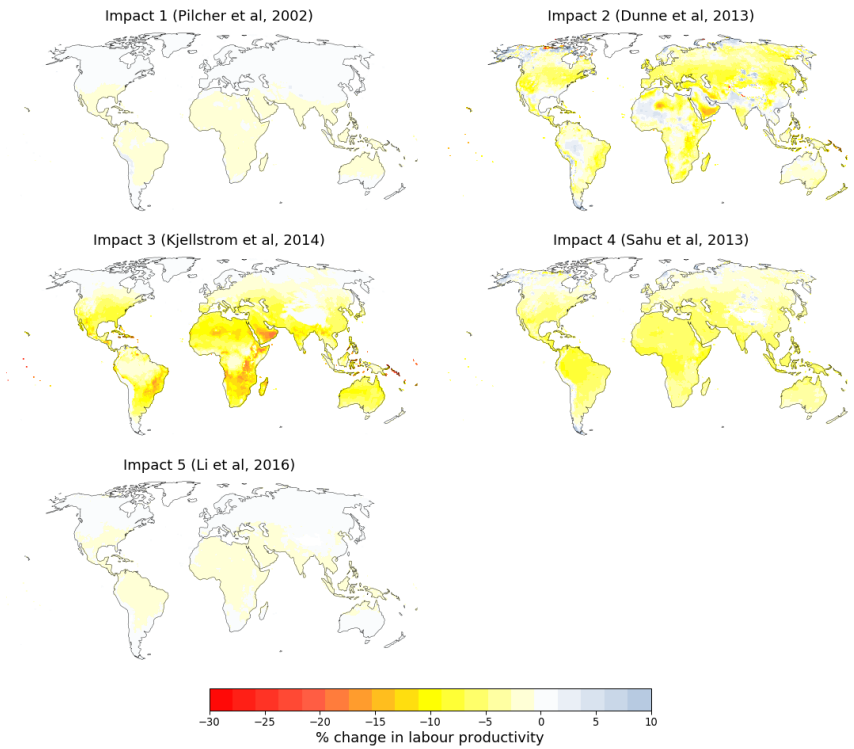 Impact 1 (Pilcher et al, 2002)
Impact 2 (Dunne et al, 2013)
Impact 3 (Kjellstrom et al, 2014)
Impact 4 (Sahu et al, 2013)
Impact 5 (Li et al, 2016)
−30 −25 −20 −15 −10 −5 0 5 10
% change in labour productivity